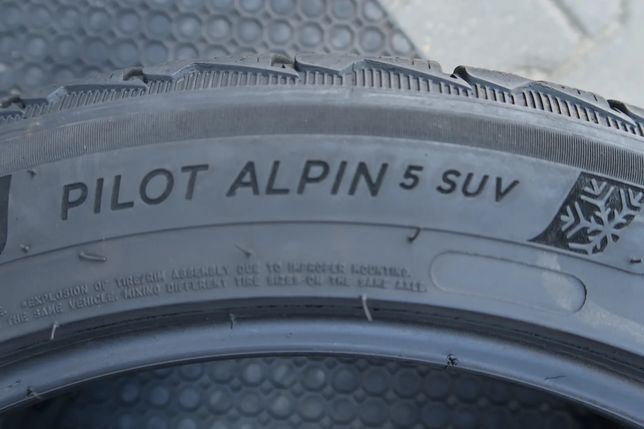 PILOT ALPIN 5 SUV
•EXPLOSION OF TIRE/RIM ASSEMBLY DUE TO IMPROPER MOUNTING.
THE SAME VEHICLE. MIXING DIFFERENT TIRE SIZES ON THE SAME AXLES.